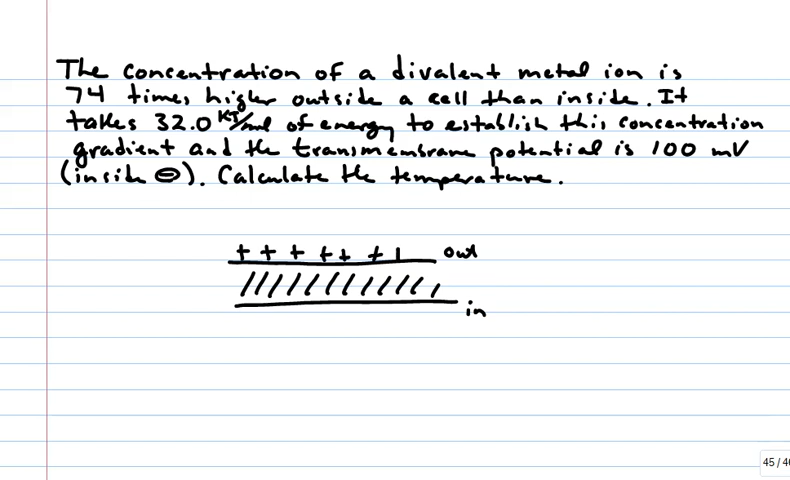 The concentration of a divalent metal ion is
74 times higher outside a cell than inside. It
takes 32.0 KJ/mol of energy to establish this concentration
gradient and the transmembrane potential is 100 mV
(inside ⊖). Calculate the temperature.
+ + + + + + 1 out
in
45 / 46